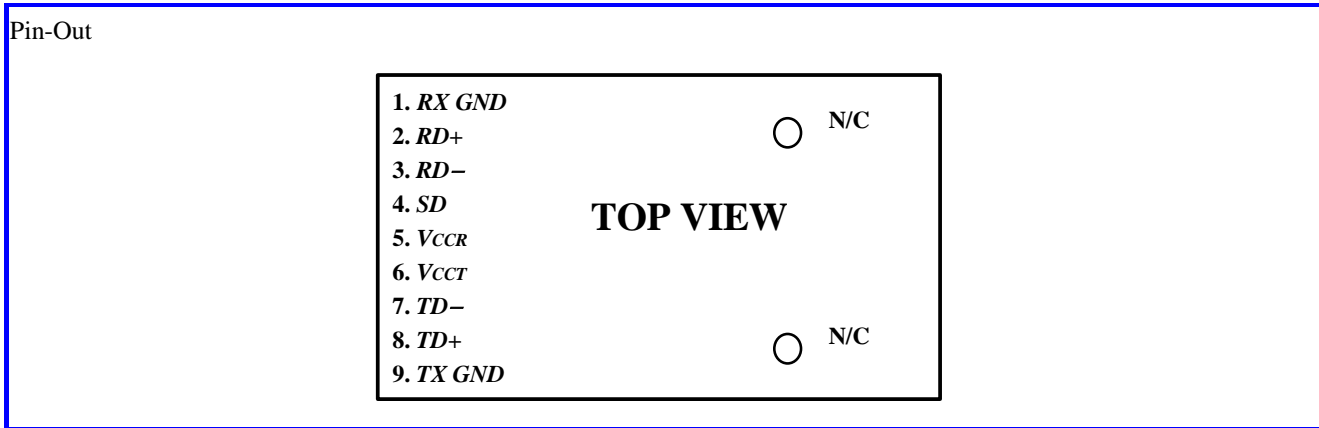 Pin-Out
1. RX GND
N/C
2. RD+
3. RD−
4. SD
TOP VIEW
5. VCCR
6. VCCT
7. TD−
8. TD+
N/C
9. TX GND